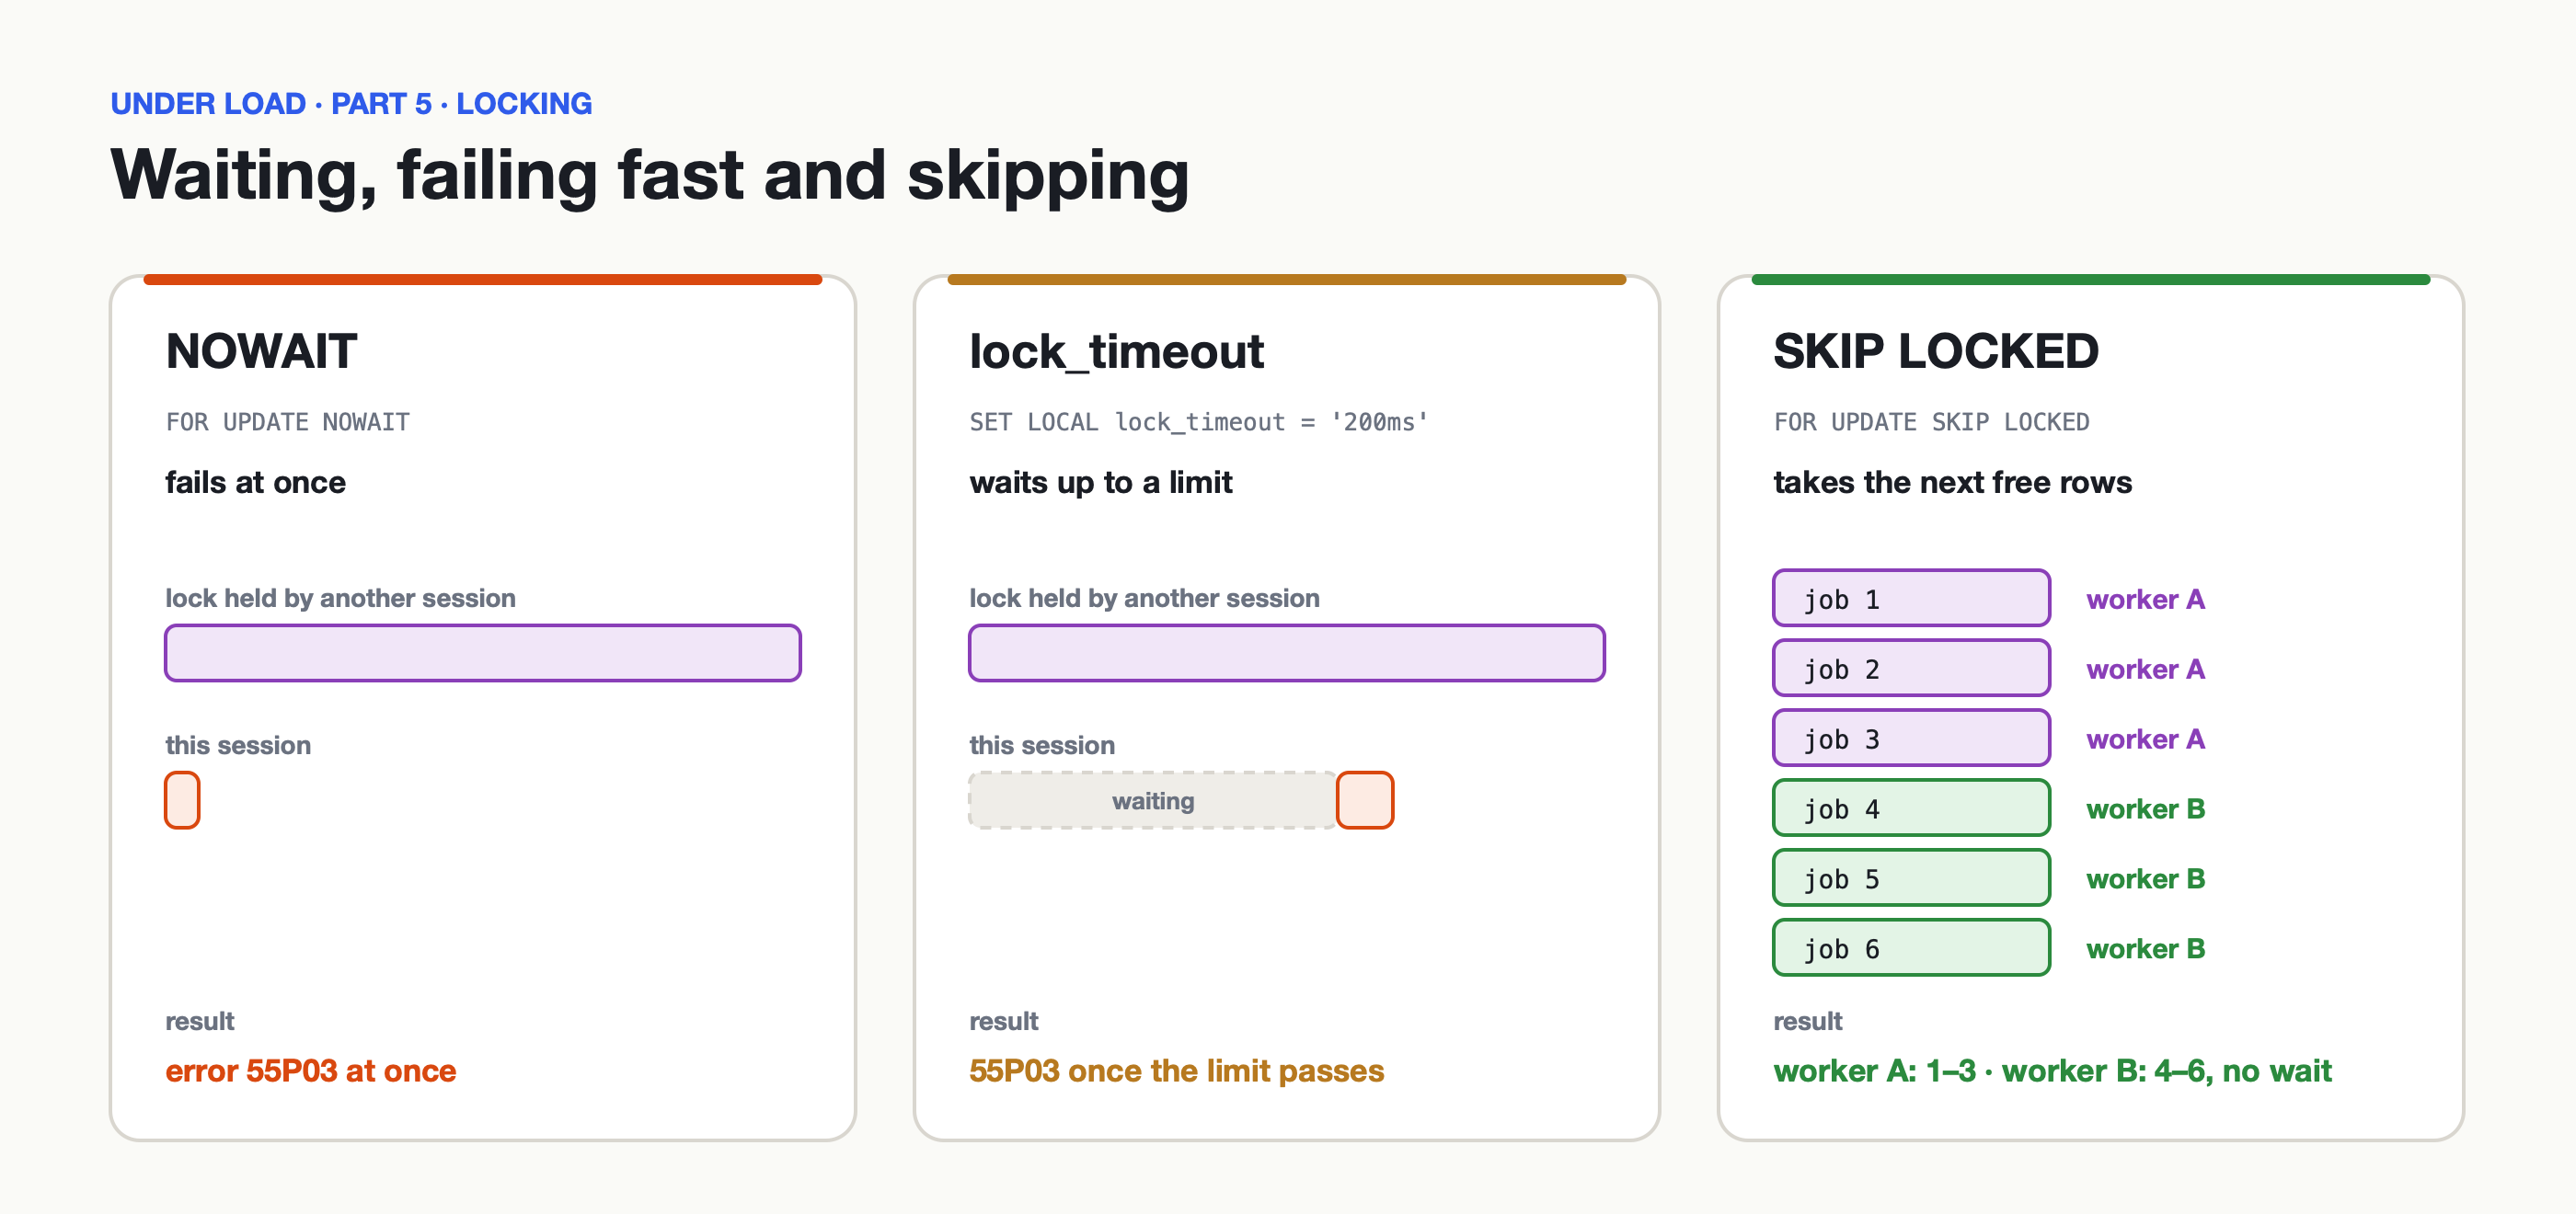 UNDER LOAD · PART 5 · LOCKING
Waiting, failing fast and skipping
NOWAIT
FOR UPDATE NOWAIT
fails at once
lock held by another session
this session
result
error 55P03 at once
lock_timeout
SET LOCAL lock_timeout = '200ms'
waits up to a limit
lock held by another session
this session
waiting
result
55P03 once the limit passes
SKIP LOCKED
FOR UPDATE SKIP LOCKED
takes the next free rows
job 1 worker A
job 2 worker A
job 3 worker A
job 4 worker B
job 5 worker B
job 6 worker B
result
worker A: 1–3 · worker B: 4–6, no wait